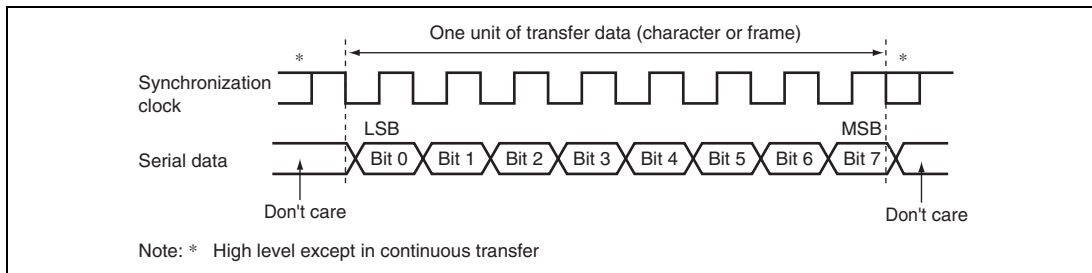 One unit of transfer data (character or frame)
* *
Synchronization
clock
LSB MSB
Serial data Bit 0 Bit 1 Bit 2 Bit 3 Bit 4 Bit 5 Bit 6 Bit 7
Don't care Don't care
Note: * High level except in continuous transfer